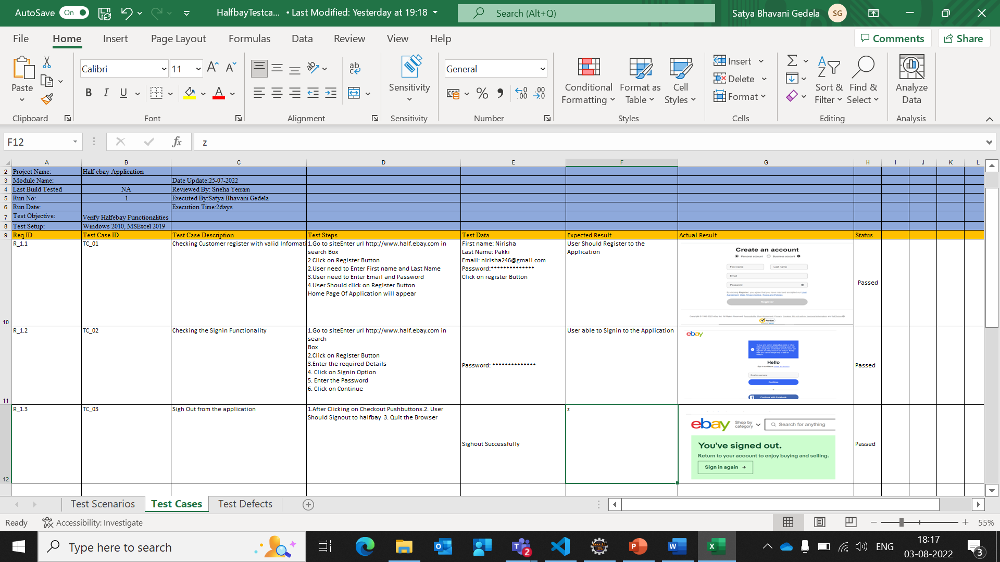 AutoSave On HalfbayTestca... • Last Modified: Yesterday at 19:18 Search (Alt+Q) Satya Bhavani Gedela SG
File Home Insert Page Layout Formulas Data Review View Help Comments Share
Paste
Calibri 11
B I U
ab
Sensitivity
General
Conditional Formatting
Format as Table
Cell Styles
Insert
Delete
Format
Sort & Filter
Find & Select
Analyze Data
Clipboard Font Alignment Sensitivity Number Styles Cells Editing Analysis
F12 fx z
A B C D E F G H I J K L
2 Project Name: Half ebay Application
3 Module Name: Date Update:25-07-2022
4 Last Build Tested NA Reviewed By: Sneha Yerram
5 Run No: 1 Executed By:Satya Bhavani Gedela
6 Run Date: Execution Time:2days
7 Test Objective: Verify Halfebay Functionalities
8 Test Setup: Windows 2010, MSExcel 2019
9 Req.ID Test Case ID Test Case Description Test Steps Test Data Expected Result Actual Result Status
10
R_1.1
TC_01
Checking Customer register with valid Informati
1.Go to siteEnter url http://www.half.ebay.com in
search Box
2.Click on Register Button
2.User need to Enter First name and Last Name
3.User need to Enter Email and Password
4.User Should click on Register Button
Home Page Of Application will appear
First name: Nirisha
Last Name: Pakki
Email: nirisha246@gmail.com
Password:**************
Click on register Button
User Should Register to the
Application
Create an account
Personal account Business account
First name Last name
Email
Password
Register
Passed
11
R_1.2
TC_02
Checking the Signin Functionality
1.Go to siteEnter url http://www.half.ebay.com in
search
Box
2.Click on Register Button
3.Enter the required Details
4. Click on Signin Option
5. Enter the Password
6. Click on Continue
Password: **************
User able to Signin to the Application
ebay
Hello
Sign in to eBay or create an account
Email or username
Continue
Continue with Facebook
Passed
12
R_1.3
TC_03
Sigh Out from the application
1.After Clicking on Checkout Pushbuttons.2. User
Should Signout to halfbay 3. Quit the Browser
Sighout Successfully
z
ebay Shop by category Search for anything
You've signed out.
Return to your account to enjoy buying and selling.
Sign in again →
Passed
Test Scenarios Test Cases Test Defects
Ready Accessibility: Investigate 55%
Type here to search
2
ENG
18:17
03-08-2022
3